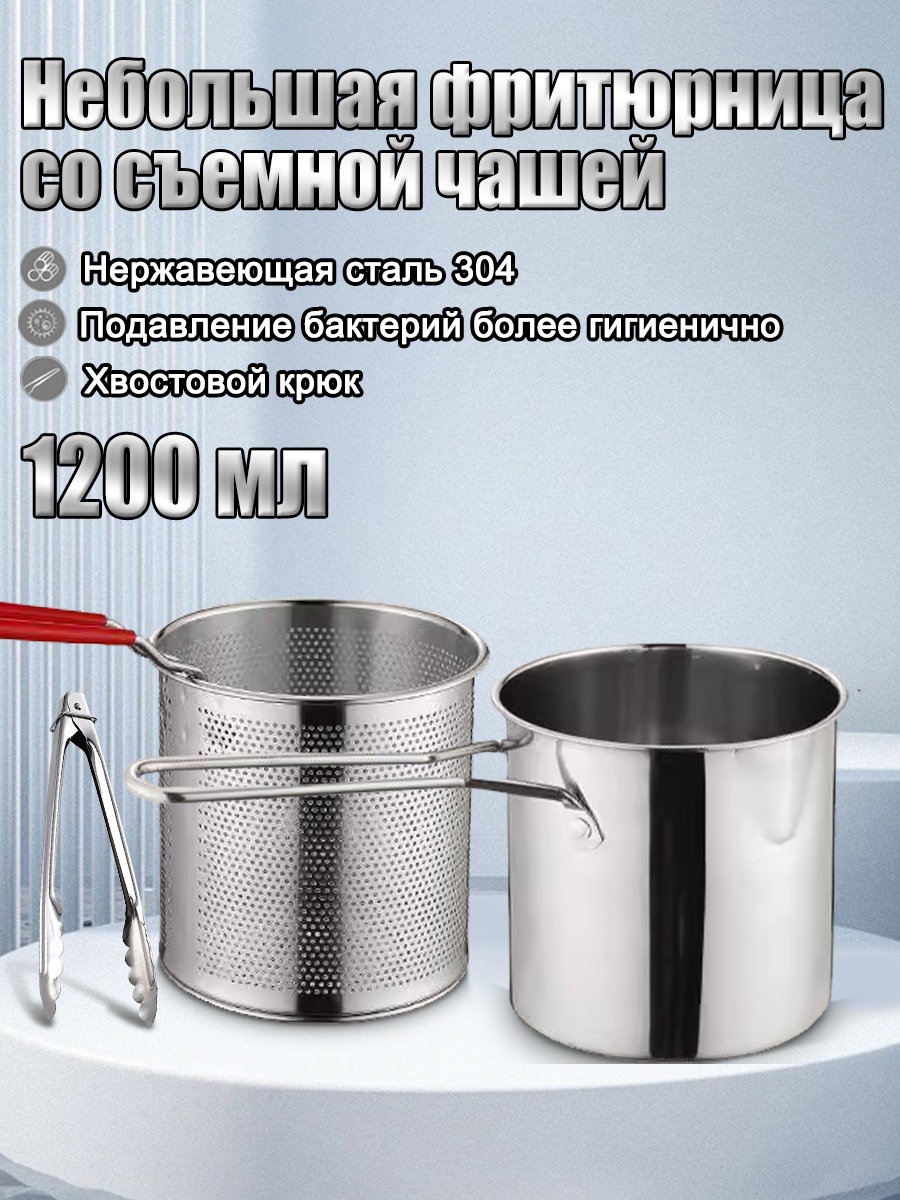 Небольшая фритюрница
со съемной чашей
Нержавеющая сталь 304
Подавление бактерий более гигиенично
Хвостовой крюк
1200 мл